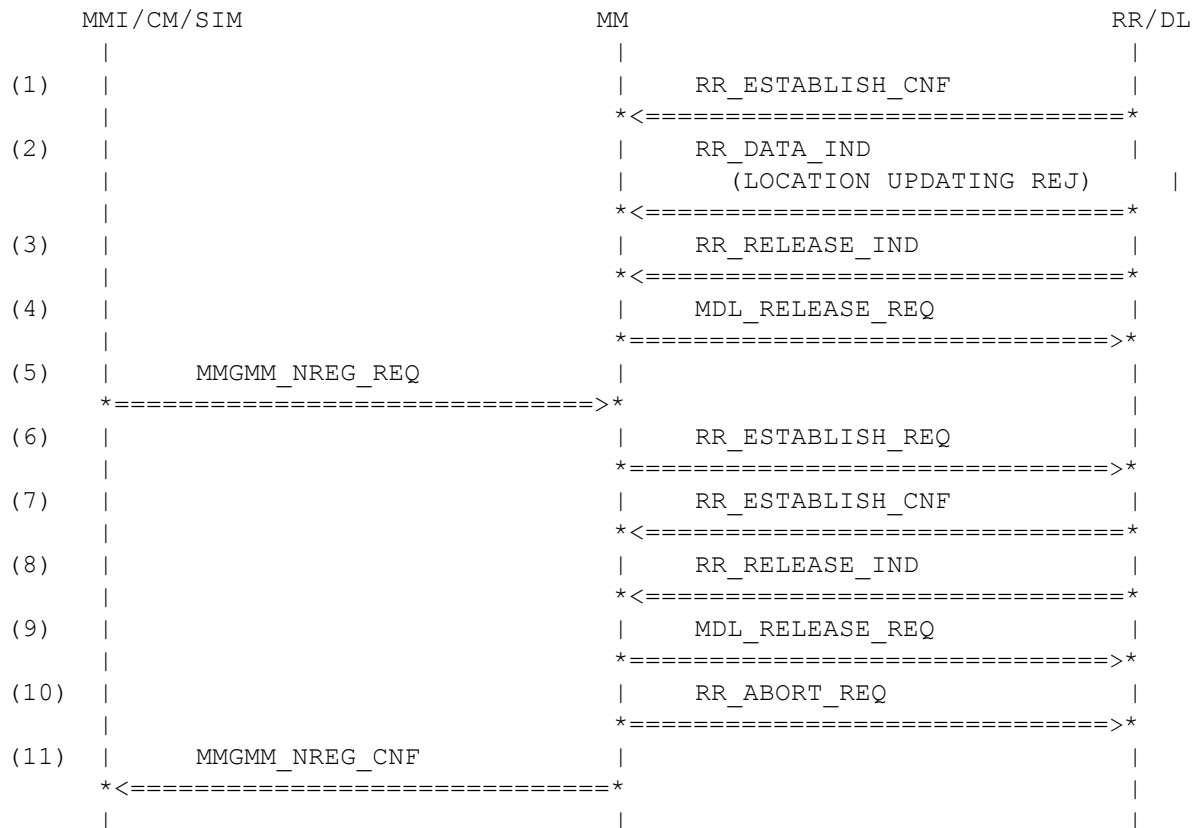 MMI/CM/SIM MM RR/DL
| | |
(1) | | RR_ESTABLISH_CNF |
| *<==============================*
(2) | | RR_DATA_IND |
| | (LOCATION UPDATING REJ) |
| *<==============================*
(3) | | RR_RELEASE_IND |
| *<==============================*
(4) | | MDL_RELEASE_REQ |
| *==============================>*
(5) | MMGMM_NREG_REQ | |
*==============================>* |
(6) | | RR_ESTABLISH_REQ |
| *==============================>*
(7) | | RR_ESTABLISH_CNF |
| *<==============================*
(8) | | RR_RELEASE_IND |
| *<==============================*
(9) | | MDL_RELEASE_REQ |
| *==============================>*
(10) | | RR_ABORT_REQ |
| *==============================>*
(11) | MMGMM_NREG_CNF | |
*<==============================* |
| | |